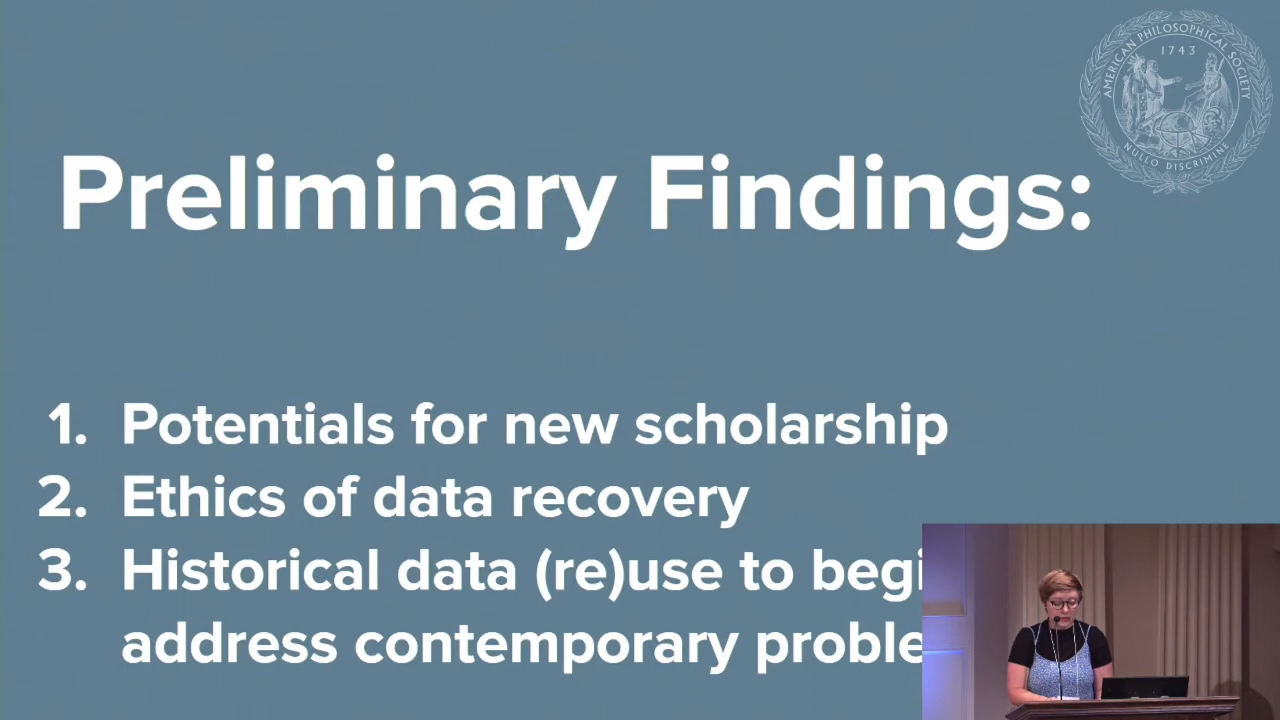 AMERICAN PHILOSOPHICAL SOCIETY
1743
NULLO DISCRIMINE
Preliminary Findings:
1. Potentials for new scholarship
2. Ethics of data recovery
3. Historical data (re)use to begi
address contemporary proble